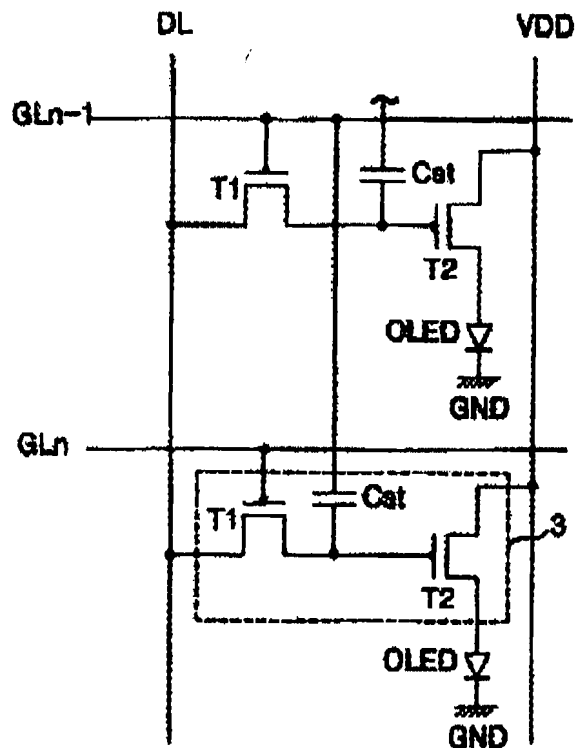 DL VDD
GLn-1
T1 Cst
T2
OLED
GND
GLn
T1 Cst 3
T2
OLED
GND